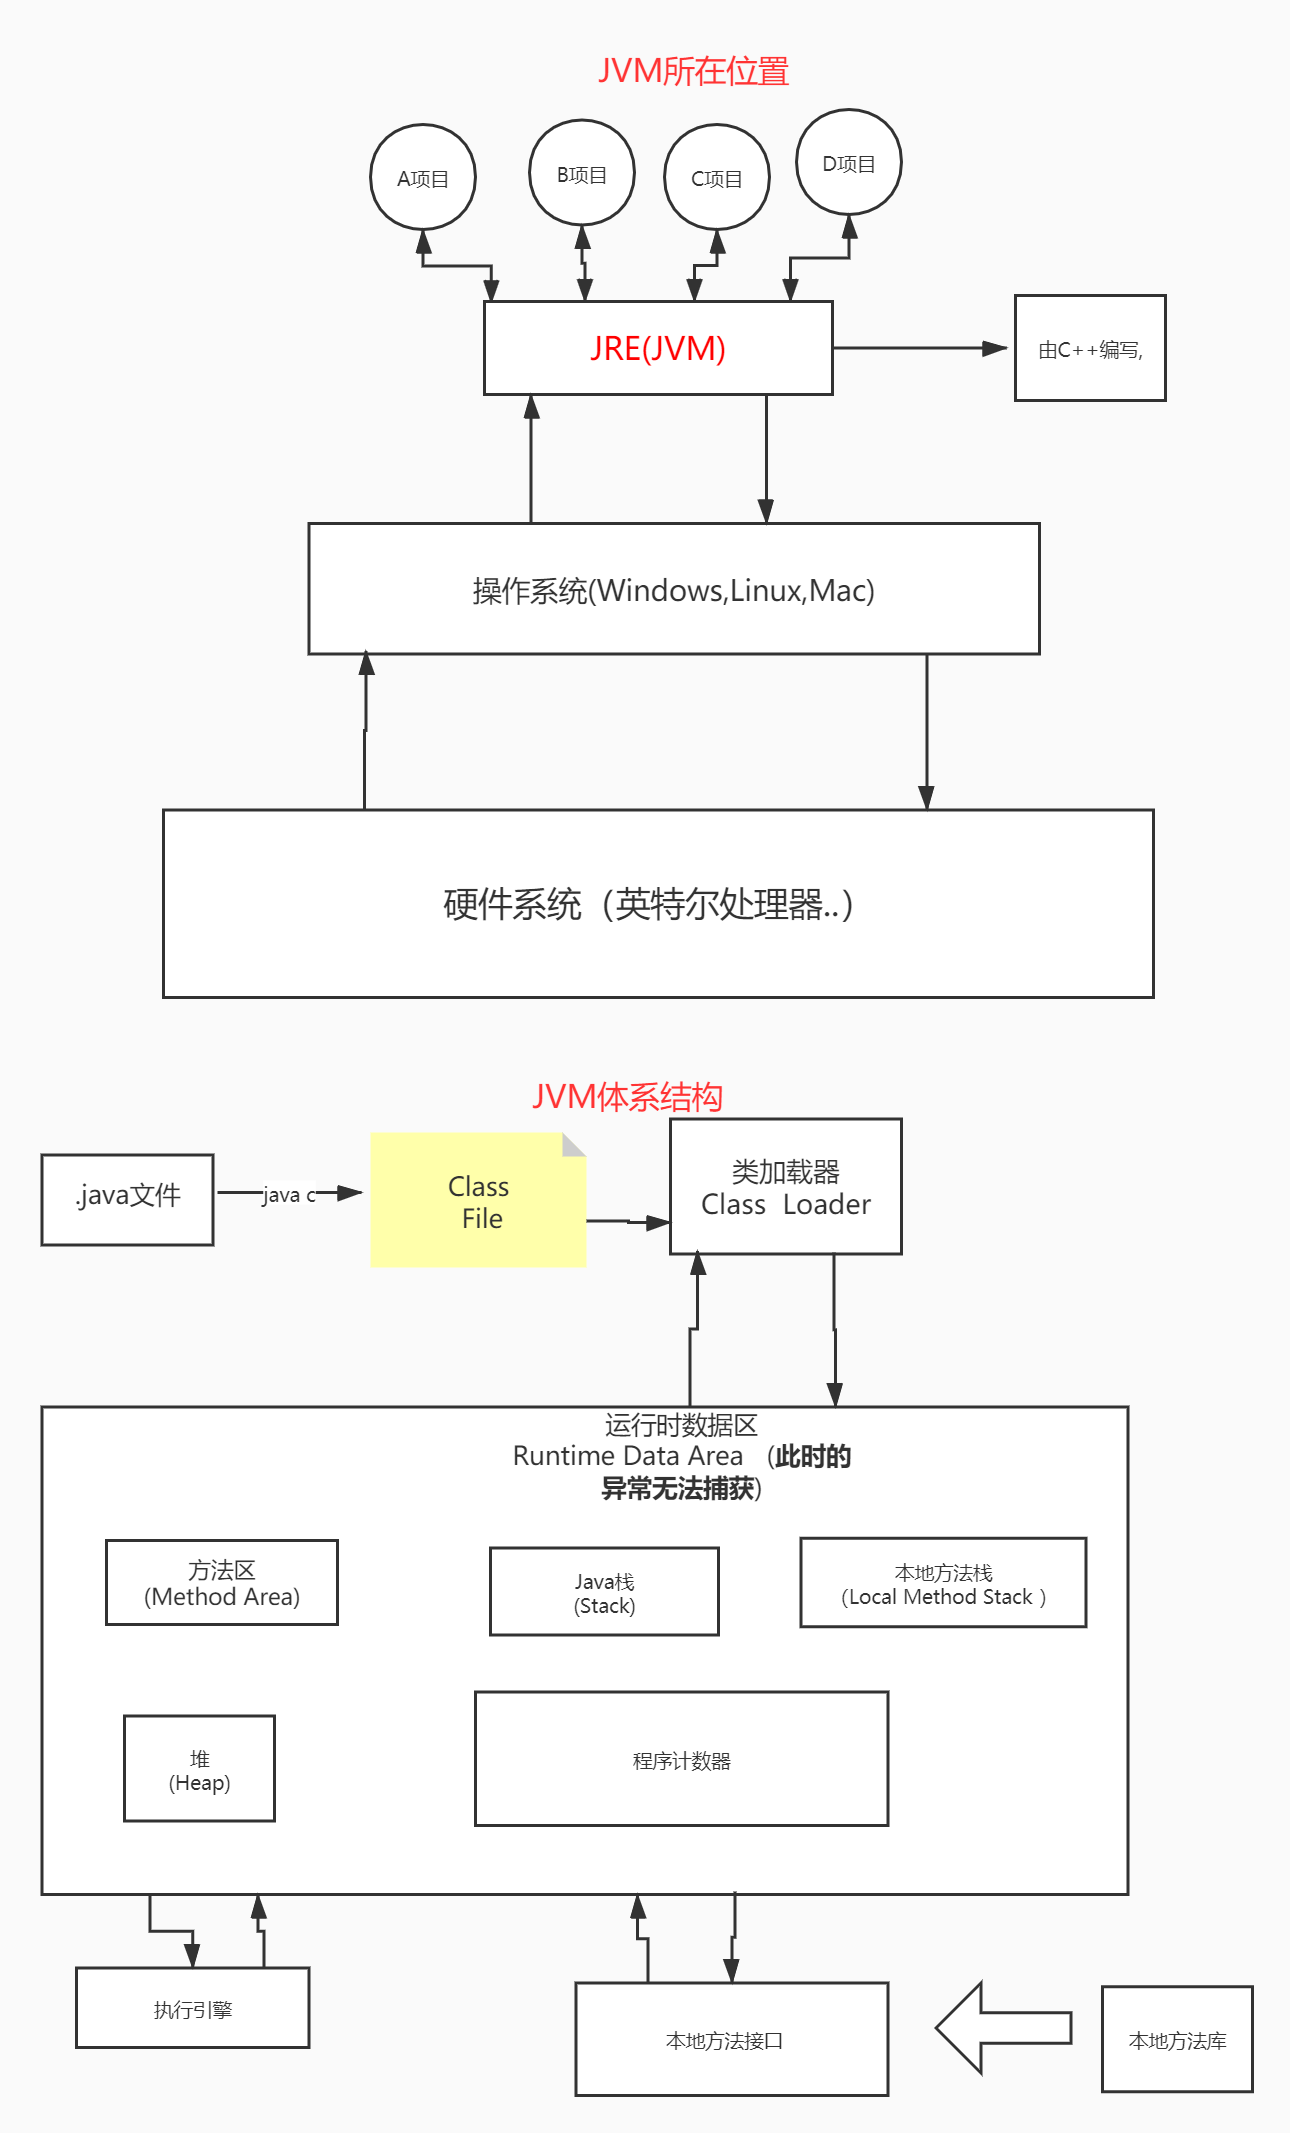 JVM所在位置
A项目
B项目
C项目
D项目
JRE(JVM)
由C++编写,
操作系统(Windows,Linux,Mac)
硬件系统（英特尔处理器..）
JVM体系结构
.java文件
java c
Class
File
类加载器
Class Loader
运行时数据区
Runtime Data Area （此时的
异常无法捕获)
方法区
(Method Area)
Java栈
(Stack)
本地方法栈
（Local Method Stack ）
堆
(Heap)
程序计数器
执行引擎
本地方法接口
本地方法库